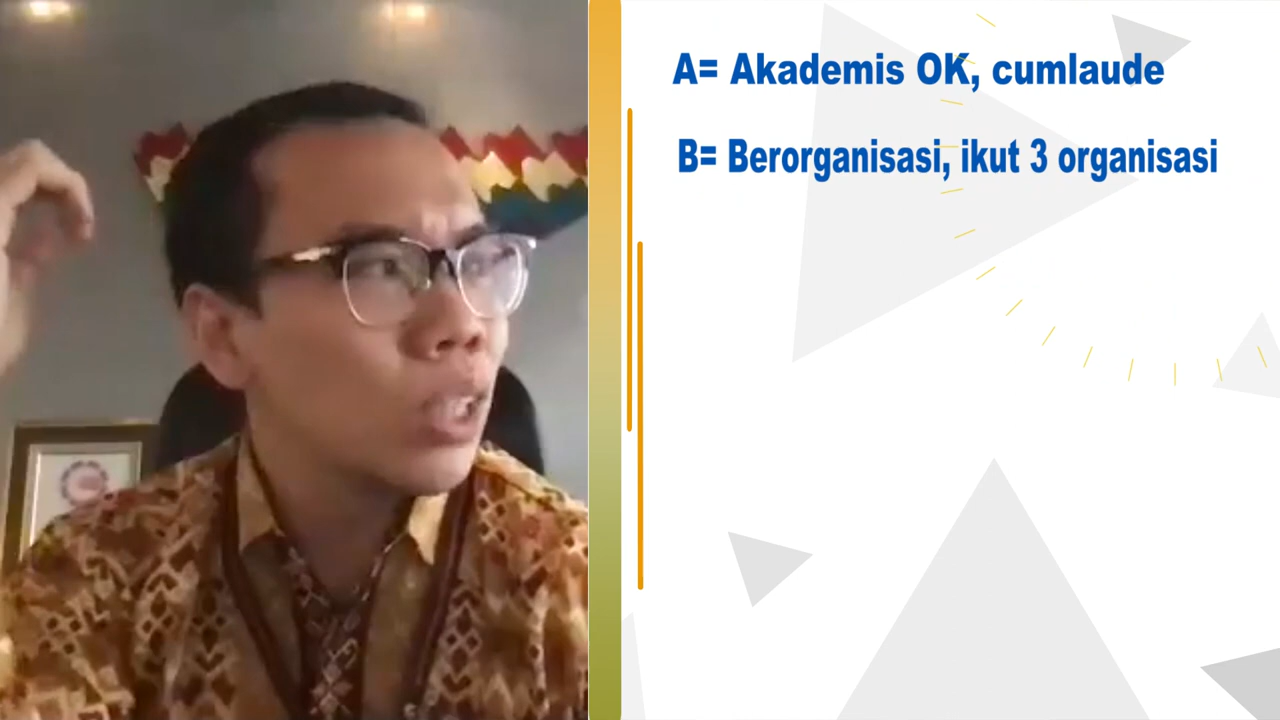 A= Akademis OK, cumlaude
B= Berorganisasi, ikut 3 organisasi